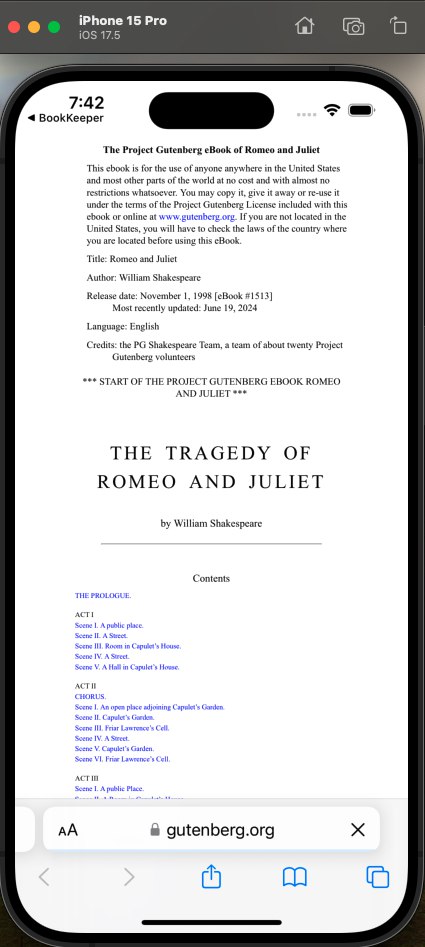 iPhone 15 Pro
iOS 17.5
7:42
◀ BookKeeper
The Project Gutenberg eBook of Romeo and Juliet
This ebook is for the use of anyone anywhere in the United States
and most other parts of the world at no cost and with almost no
restrictions whatsoever. You may copy it, give it away or re-use it
under the terms of the Project Gutenberg License included with this
ebook or online at www.gutenberg.org. If you are not located in the
United States, you will have to check the laws of the country where
you are located before using this eBook.
Title: Romeo and Juliet
Author: William Shakespeare
Release date: November 1, 1998 [eBook #1513]
Most recently updated: June 19, 2024
Language: English
Credits: the PG Shakespeare Team, a team of about twenty Project
Gutenberg volunteers
*** START OF THE PROJECT GUTENBERG EBOOK ROMEO
AND JULIET ***
THE TRAGEDY OF
ROMEO AND JULIET
by William Shakespeare
Contents
THE PROLOGUE.
ACT I
Scene I. A public place.
Scene II. A Street.
Scene III. Room in Capulet’s House.
Scene IV. A Street.
Scene V. A Hall in Capulet’s House.
ACT II
CHORUS.
Scene I. An open place adjoining Capulet’s Garden.
Scene II. Capulet’s Garden.
Scene III. Friar Lawrence’s Cell.
Scene IV. A Street.
Scene V. Capulet’s Garden.
Scene VI. Friar Lawrence’s Cell.
ACT III
Scene I. A public Place.
AA
gutenberg.org